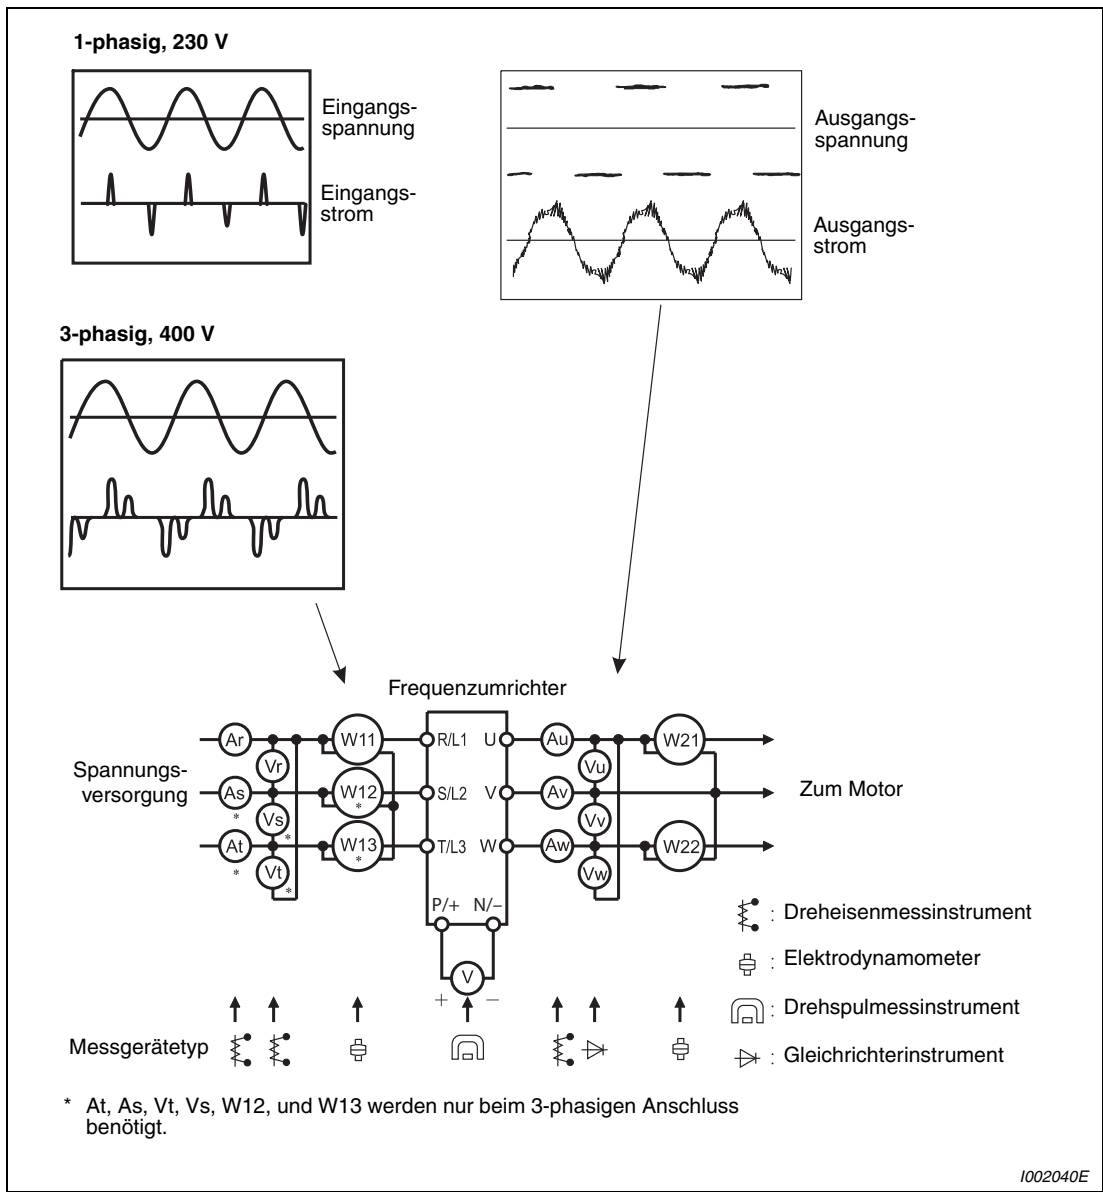 1-phasig, 230 V
Eingangs-
spannung
Eingangs-
strom
Ausgangs-
spannung
Ausgangs-
strom
3-phasig, 400 V
Frequenzumrichter
Spannungs-
versorgung
Ar
Vr
W11
R/L1
U
Au
Vu
W21
As
*
Vs
*
W12
*
S/L2
V
Av
Vv
Zum Motor
At
*
Vt
*
W13
*
T/L3
W
Aw
Vw
W22
P/+ N/–
V
+ –
: Dreheisenmessinstrument
: Elektrodynamometer
: Drehspulmessinstrument
: Gleichrichterinstrument
Messgerätetyp
* At, As, Vt, Vs, W12, und W13 werden nur beim 3-phasigen Anschluss
benötigt.
I002040E